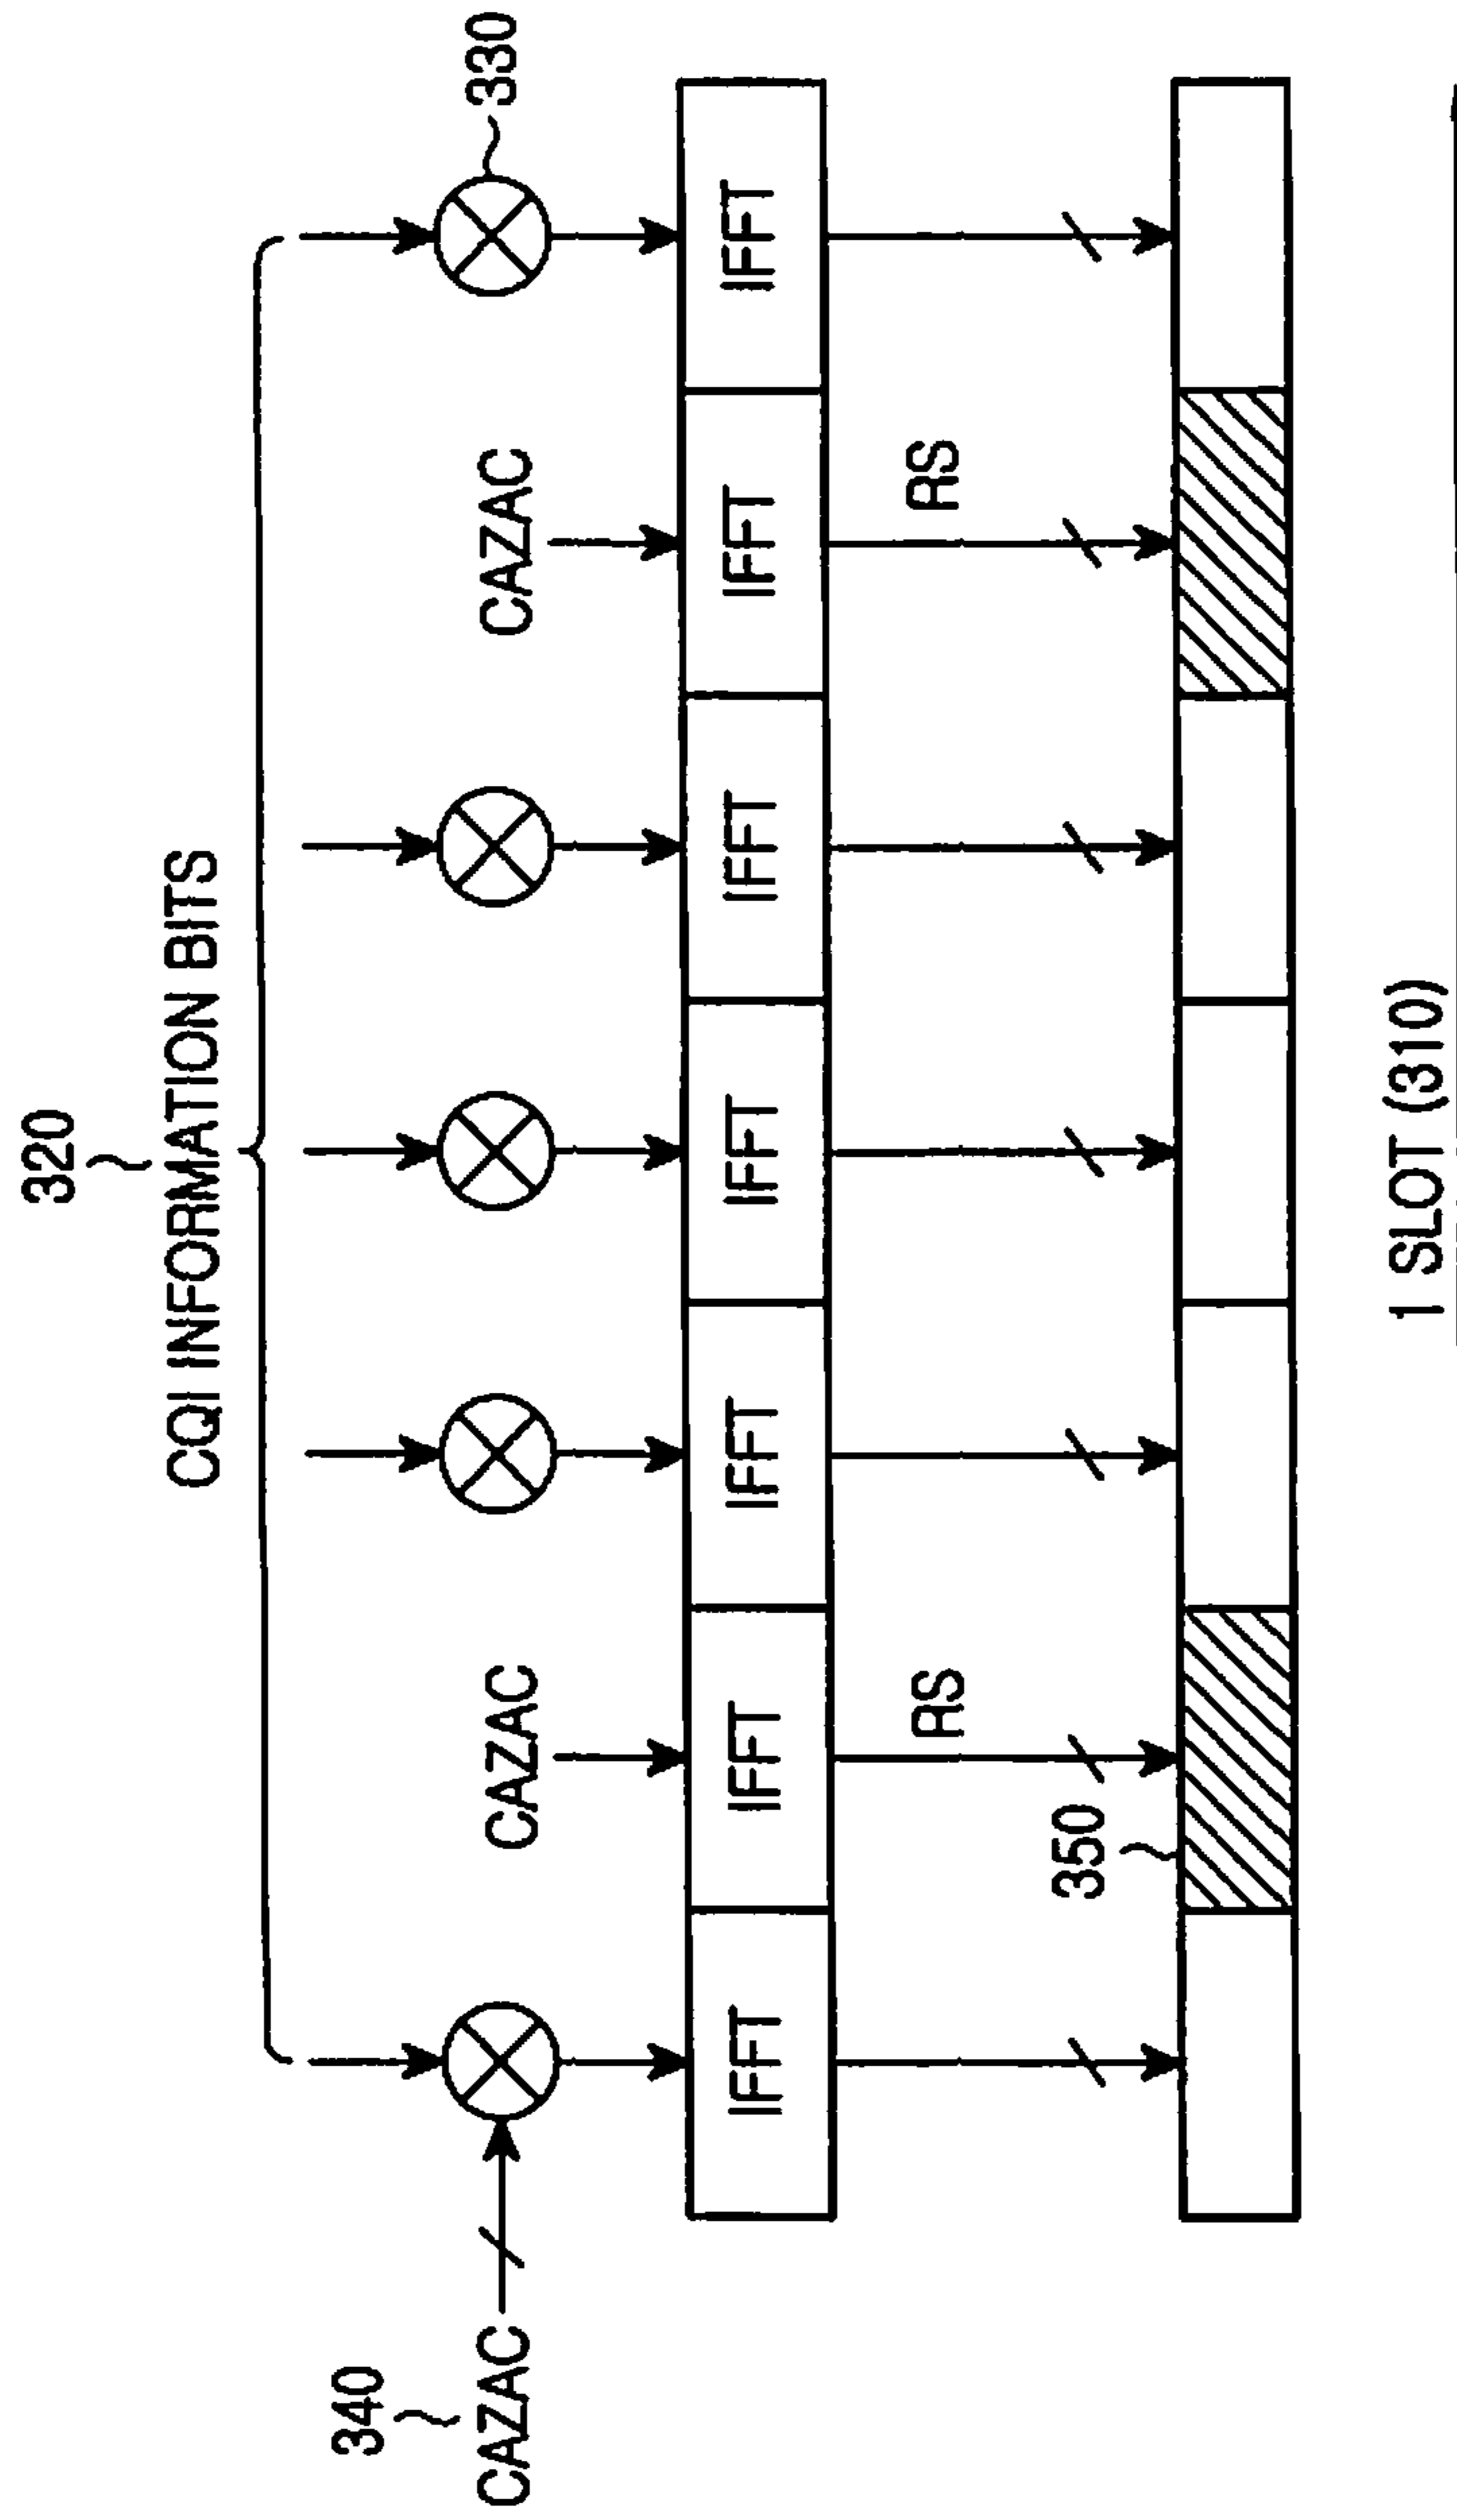 320
CQI INFORMATION BITS
340
CAZAC
CAZAC
CAZAC
330
IFFT
IFFT
IFFT
IFFT
IFFT
IFFT
IFFT
RS
RS
350
1 SLOT (310)